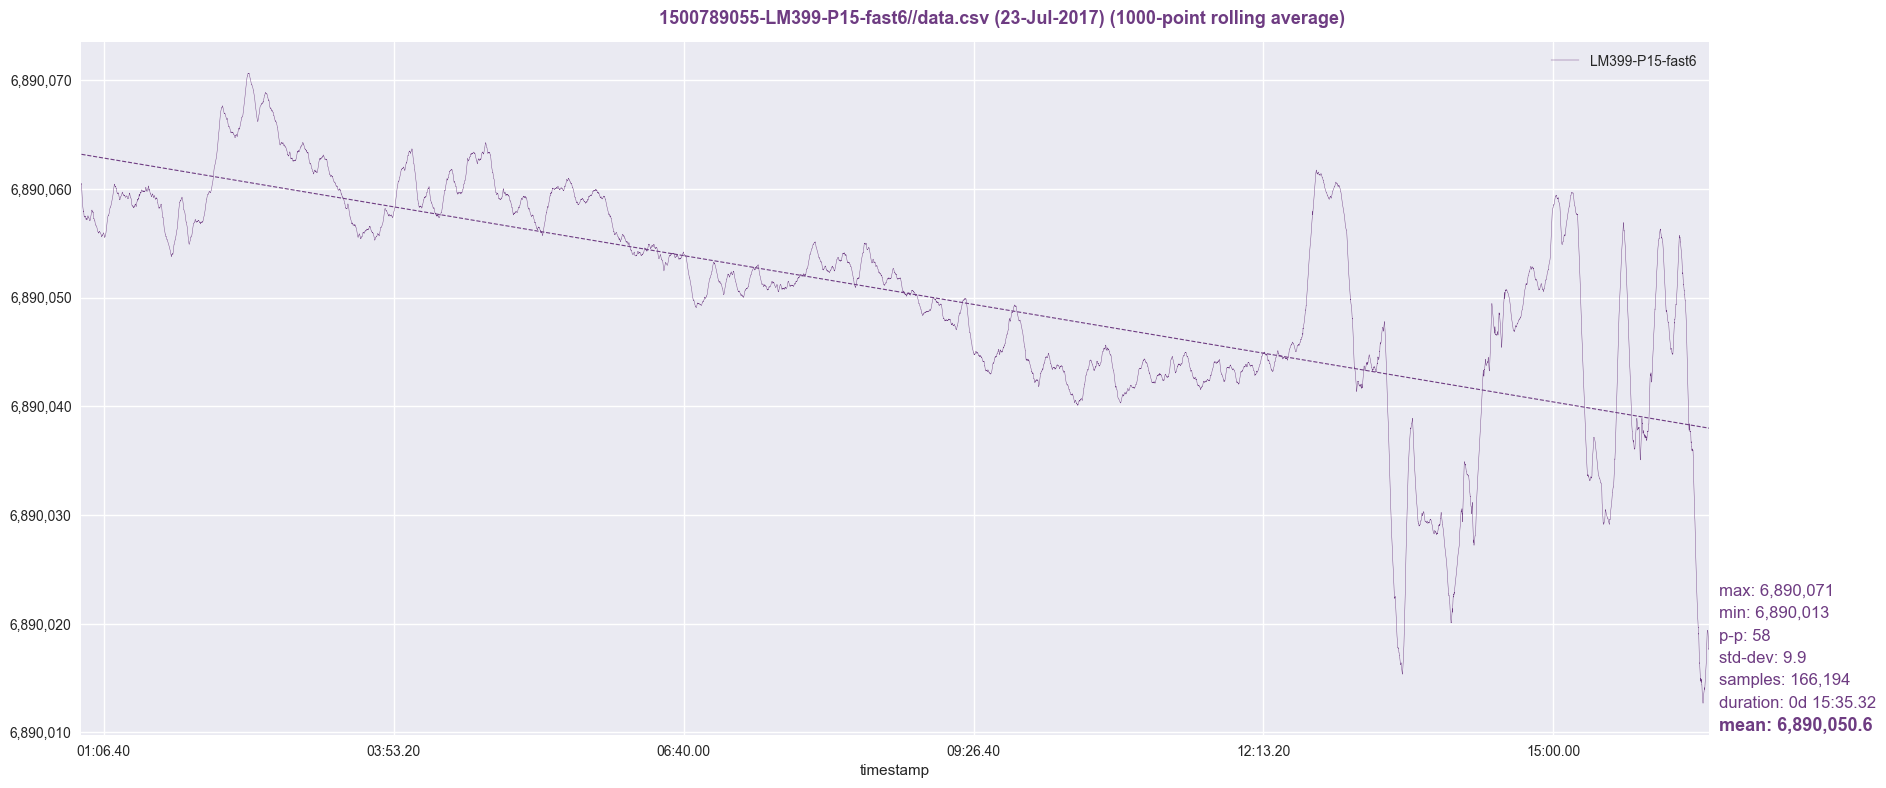 1500789055-LM399-P15-fast6//data.csv (23-Jul-2017) (1000-point rolling average)
LM399-P15-fast6
6,890,070
6,890,060
6,890,050
6,890,040
6,890,030
6,890,020
6,890,010
max: 6,890,071
min: 6,890,013
p-p: 58
std-dev: 9.9
samples: 166,194
duration: 0d 15:35.32
mean: 6,890,050.6
01:06.40 03:53.20 06:40.00 09:26.40 12:13.20 15:00.00
timestamp